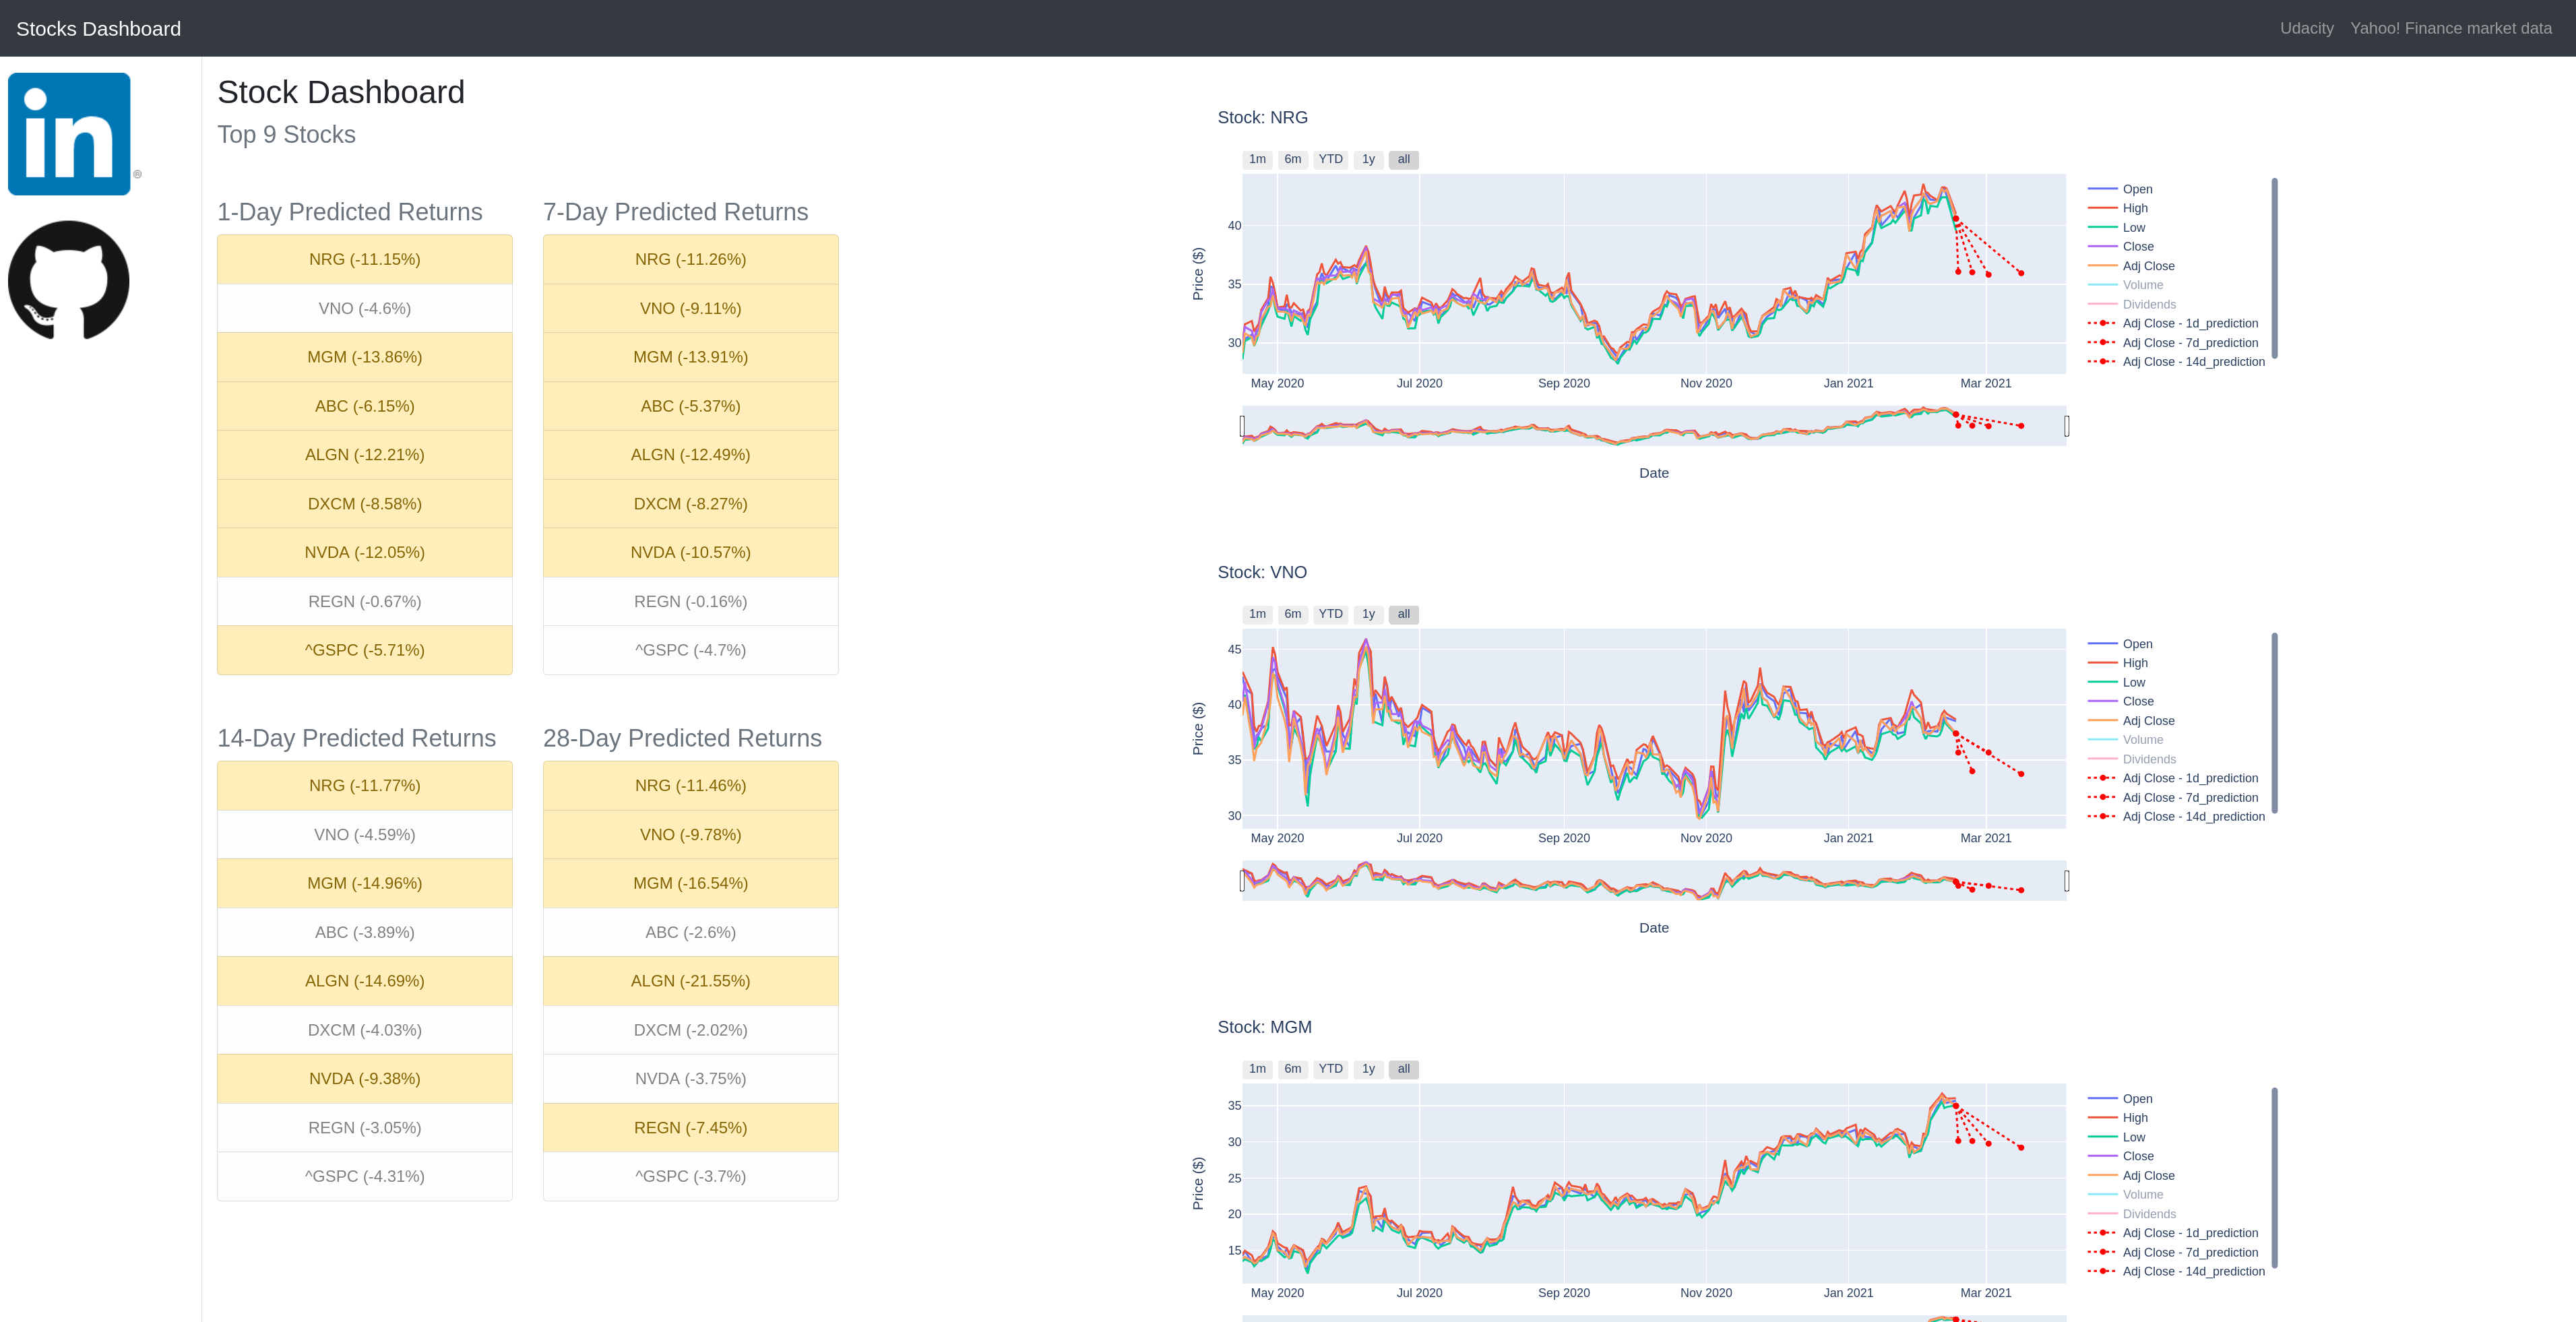 Stocks Dashboard
Udacity
Yahoo! Finance market data
in
®
Stock Dashboard
Top 9 Stocks
1-Day Predicted Returns
NRG (-11.15%)
VNO (-4.6%)
MGM (-13.86%)
ABC (-6.15%)
ALGN (-12.21%)
DXCM (-8.58%)
NVDA (-12.05%)
REGN (-0.67%)
^GSPC (-5.71%)
7-Day Predicted Returns
NRG (-11.26%)
VNO (-9.11%)
MGM (-13.91%)
ABC (-5.37%)
ALGN (-12.49%)
DXCM (-8.27%)
NVDA (-10.57%)
REGN (-0.16%)
^GSPC (-4.7%)
14-Day Predicted Returns
NRG (-11.77%)
VNO (-4.59%)
MGM (-14.96%)
ABC (-3.89%)
ALGN (-14.69%)
DXCM (-4.03%)
NVDA (-9.38%)
REGN (-3.05%)
^GSPC (-4.31%)
28-Day Predicted Returns
NRG (-11.46%)
VNO (-9.78%)
MGM (-16.54%)
ABC (-2.6%)
ALGN (-21.55%)
DXCM (-2.02%)
NVDA (-3.75%)
REGN (-7.45%)
^GSPC (-3.7%)
Stock: NRG
1m 6m YTD 1y all
Price ($)
40
35
30
May 2020 Jul 2020 Sep 2020 Nov 2020 Jan 2021 Mar 2021
Date
Open
High
Low
Close
Adj Close
Volume
Dividends
Adj Close - 1d_prediction
Adj Close - 7d_prediction
Adj Close - 14d_prediction
Stock: VNO
1m 6m YTD 1y all
Price ($)
45
40
35
30
May 2020 Jul 2020 Sep 2020 Nov 2020 Jan 2021 Mar 2021
Date
Open
High
Low
Close
Adj Close
Volume
Dividends
Adj Close - 1d_prediction
Adj Close - 7d_prediction
Adj Close - 14d_prediction
Stock: MGM
1m 6m YTD 1y all
Price ($)
35
30
25
20
15
May 2020 Jul 2020 Sep 2020 Nov 2020 Jan 2021 Mar 2021
Open
High
Low
Close
Adj Close
Volume
Dividends
Adj Close - 1d_prediction
Adj Close - 7d_prediction
Adj Close - 14d_prediction